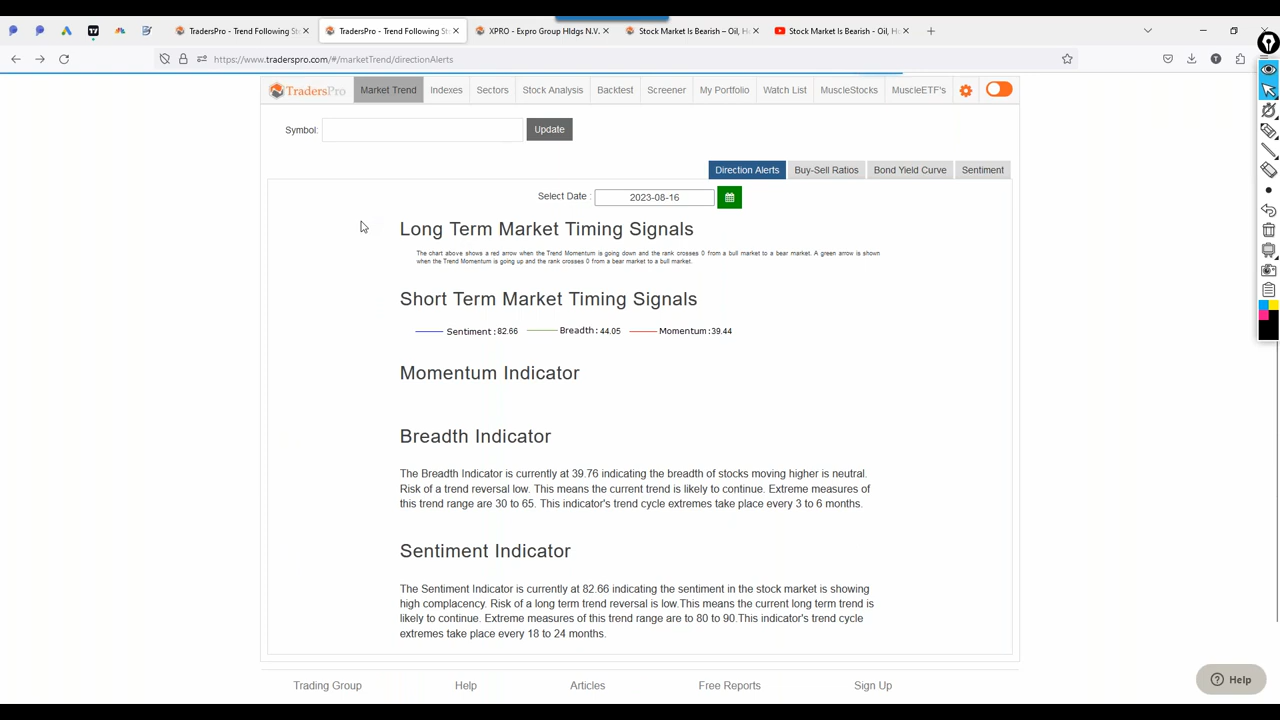 TradersPro - Trend Following St
TradersPro - Trend Following St
XPRO - Expro Group Hldgs N.V.
Stock Market Is Bearish – Oil, H
Stock Market Is Bearish - Oil, H
https://www.traderspro.com/#/marketTrend/directionAlerts
TradersPro
Market Trend
Indexes
Sectors
Stock Analysis
Backtest
Screener
My Portfolio
Watch List
MuscleStocks
MuscleETF's
Symbol:
Update
Direction Alerts
Buy-Sell Ratios
Bond Yield Curve
Sentiment
Select Date :
2023-08-16
Long Term Market Timing Signals
The chart above shows a red arrow when the Trend Momentum is going down and the rank crosses 0 from a bull market to a bear market. A green arrow is shown
when the Trend Momentum is going up and the rank crosses 0 from a bear market to a bull market.
Short Term Market Timing Signals
Sentiment :82.66
Breadth: 44.05
Momentum:39.44
Momentum Indicator
Breadth Indicator
The Breadth Indicator is currently at 39.76 indicating the breadth of stocks moving higher is neutral.
Risk of a trend reversal low. This means the current trend is likely to continue. Extreme measures of
this trend range are 30 to 65. This indicator's trend cycle extremes take place every 3 to 6 months.
Sentiment Indicator
The Sentiment Indicator is currently at 82.66 indicating the sentiment in the stock market is showing
high complacency. Risk of a long term trend reversal is low.This means the current long term trend is
likely to continue. Extreme measures of this trend range are to 80 to 90.This indicator's trend cycle
extremes take place every 18 to 24 months.
Trading Group
Help
Articles
Free Reports
Sign Up
Help